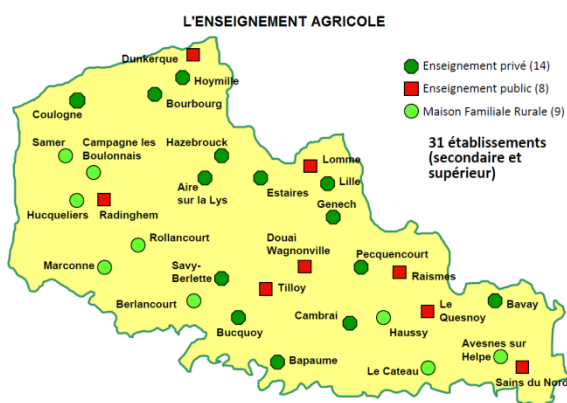 L'ENSEIGNEMENT AGRICOLE
Dunkerque
Hoymille
Bourbourg
Coulogne
Enseignement privé (14)
Enseignement public (8)
Maison Familiale Rurale (9)
31 établissements
(secondaire et
supérieur)
Samer
Campagne les
Boulonnais
Hazebrouck
Aire
sur la Lys
Estaires
Lomme
Lille
Genech
Hucqueliers
Radinghem
Rollancourt
Marconne
Savy-
Berlette
Douai
Wagnonville
Pecquencourt
Raismes
Tilloy
Berlancourt
Bucquoy
Cambrai
Haussy
Le
Quesnoy
Bavay
Avesnes sur
Helpe
Bapaume
Le Cateau
Sains du Nord